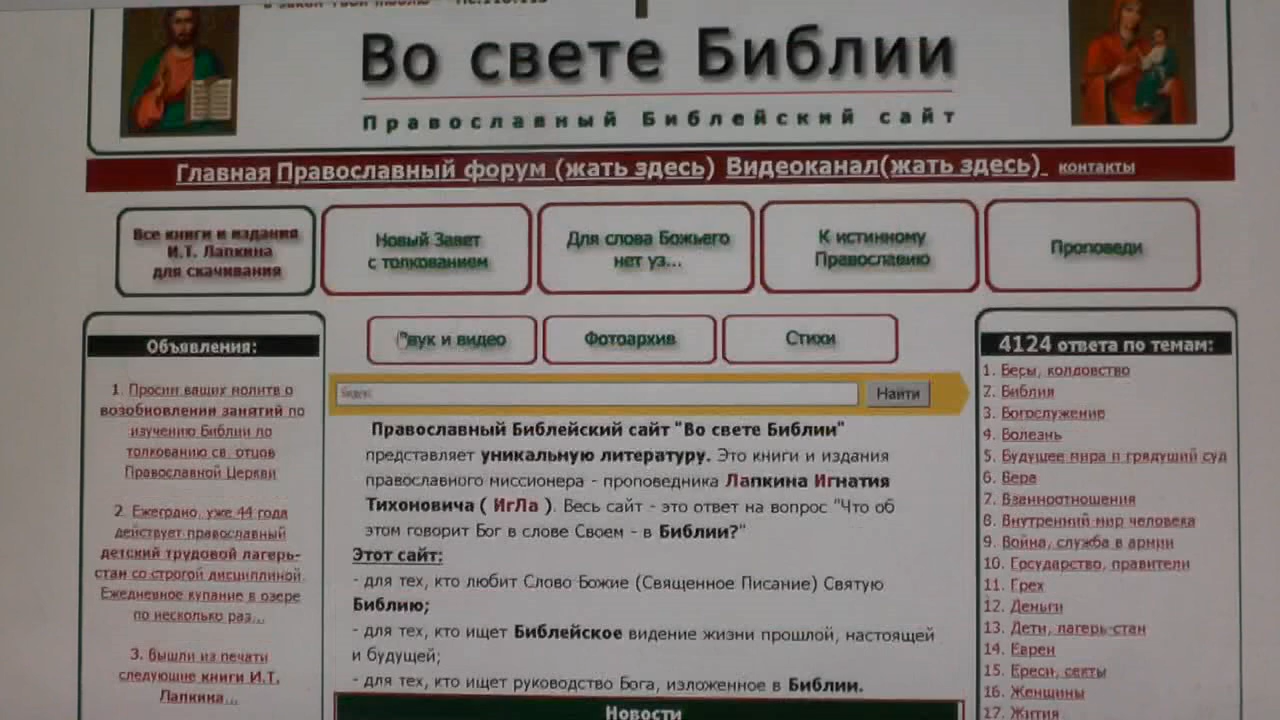 в закон Твой люблю - Пс.118:113
Во свете Библии
Православный Библейский сайт
Главная Православный форум (жать здесь) Видеоканал(жать здесь) контакты
Все книги и издания
И.Т. Лапкина
для скачивания
Новый Завет
с толкованием
Для слова Божьего
нет уз...
К истинному
Православию
Проповеди
Звук и видео
Фотоархив
Стихи
Объявления:
1. Просим ваших молитв о
возобновлении занятий по
изучению Библии по
толкованию св. отцов
Православной Церкви
2. Ежегодно, уже 44 года
действует православный
детский трудовой лагерь-
стан со строгой дисциплиной.
Ежедневное купание в озере
по несколько раз...
3. Вышли из печати
следующие книги И.Т.
Лапкина...
Яндекс
Найти
Православный Библейский сайт "Во свете Библии"
представляет уникальную литературу. Это книги и издания
православного миссионера - проповедника Лапкина Игнатия
Тихоновича ( ИгЛа ). Весь сайт - это ответ на вопрос "Что об
этом говорит Бог в слове Своем - в Библии?"
Этот сайт:
- для тех, кто любит Слово Божие (Священное Писание) Святую
Библию;
- для тех, кто ищет Библейское видение жизни прошлой, настоящей
и будущей;
- для тех, кто ищет руководство Бога, изложенное в Библии.
Новости
4124 ответа по темам:
1. Бесы, колдовство
2. Библия
3. Богослужение
4. Болезнь
5. Будущее мира и грядущий суд
6. Вера
7. Взаимоотношения
8. Внутренний мир человека
9. Война, служба в армии
10. Государство, правители
11. Грех
12. Деньги
13. Дети, лагерь-стан
14. Евреи
15. Ереси, секты
16. Женщины
17. Жития